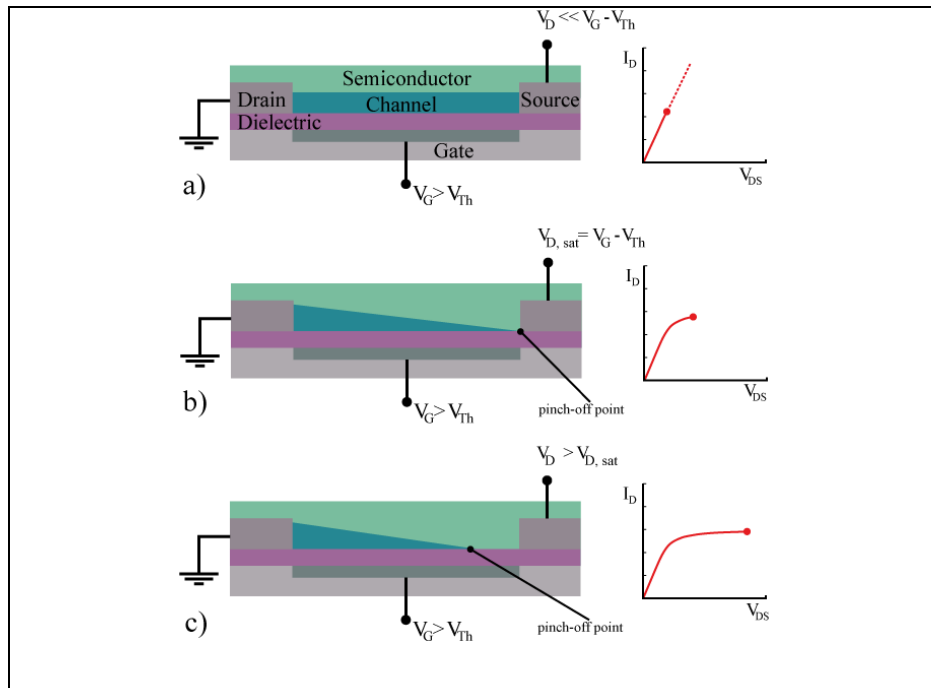 V_D << V_G - V_Th
I_D
Semiconductor
Drain Channel Source
Dielectric
Gate
V_DS
a)
V_G > V_Th
V_D, sat = V_G - V_Th
I_D
V_DS
b)
V_G > V_Th
pinch-off point
V_D > V_D, sat
I_D
V_DS
c)
V_G > V_Th
pinch-off point